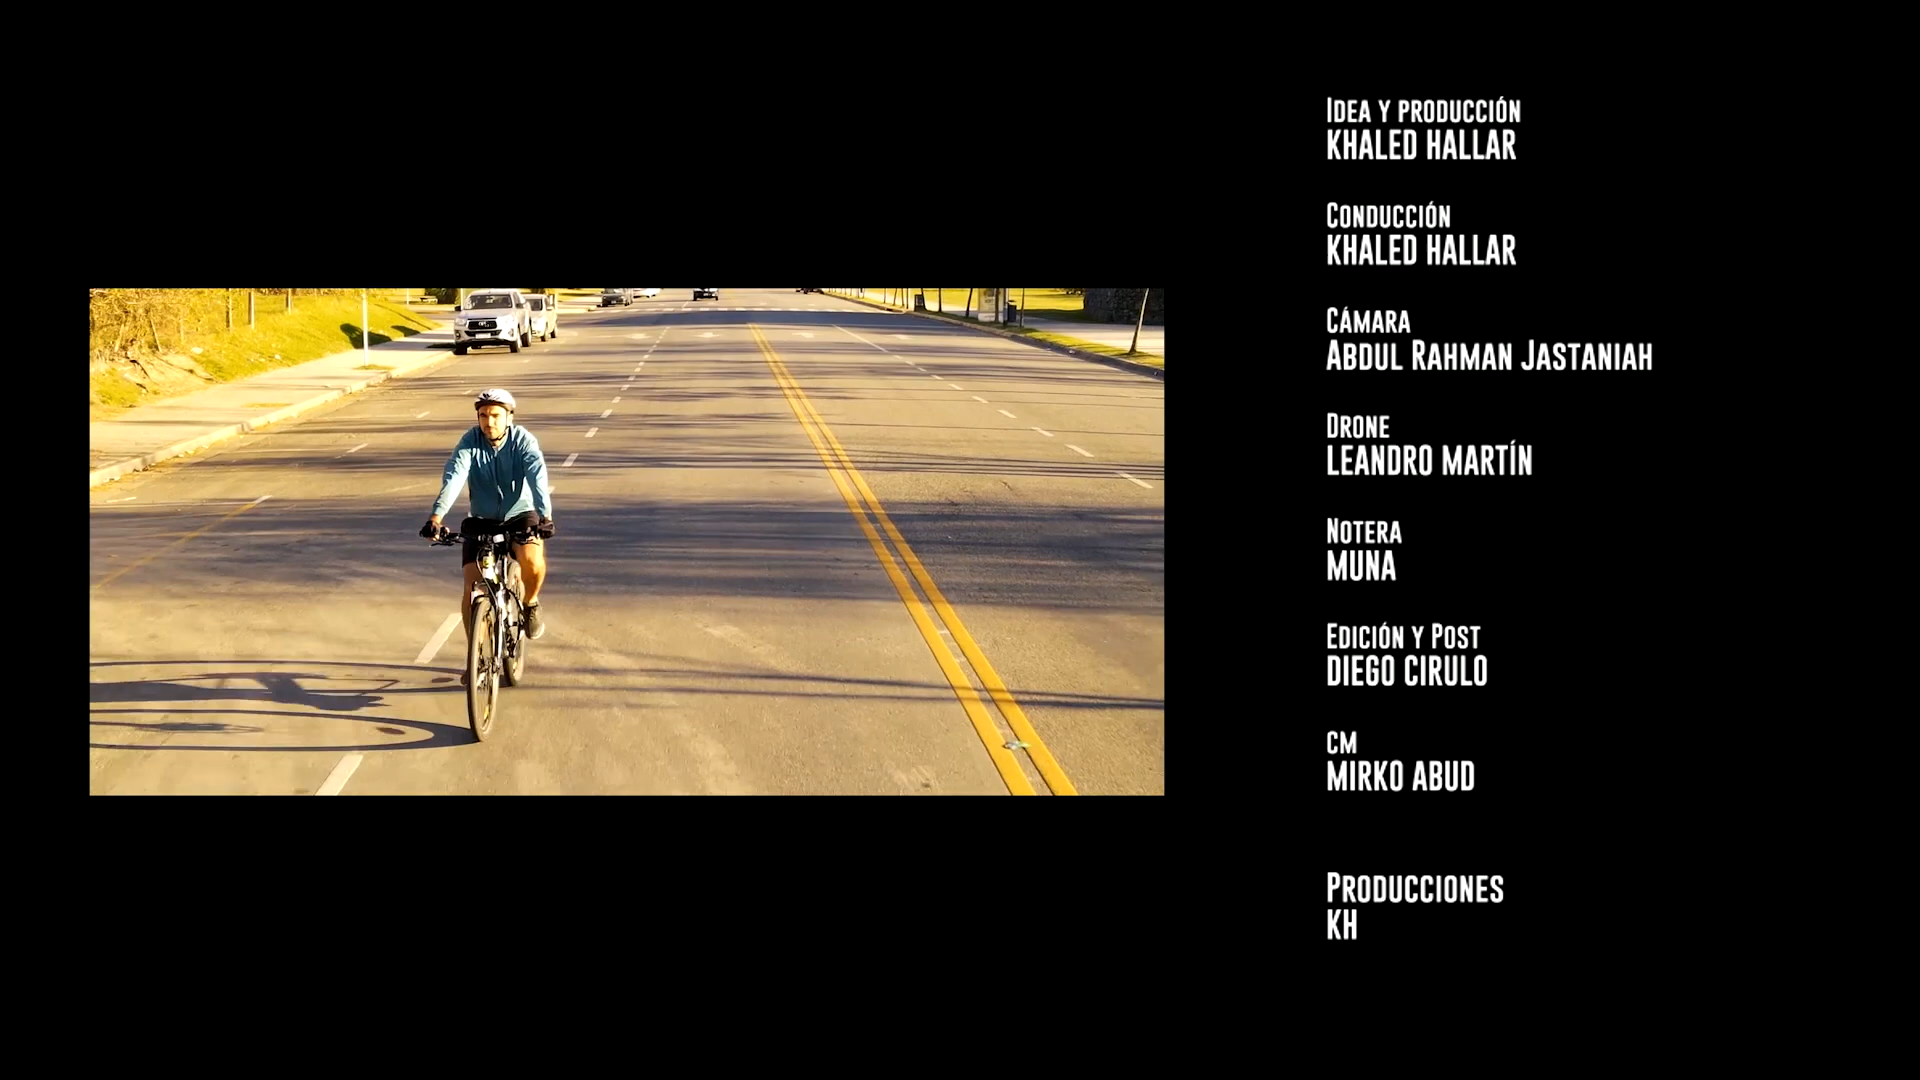 Idea y producción
KHALED HALLAR
Conducción
KHALED HALLAR
Cámara
Abdul Rahman Jastaniah
Drone
LEANDRO MARTÍN
Notera
MUNA
Edición y Post
DIEGO CIRULO
CM
MIRKO ABUD
Producciones
KH